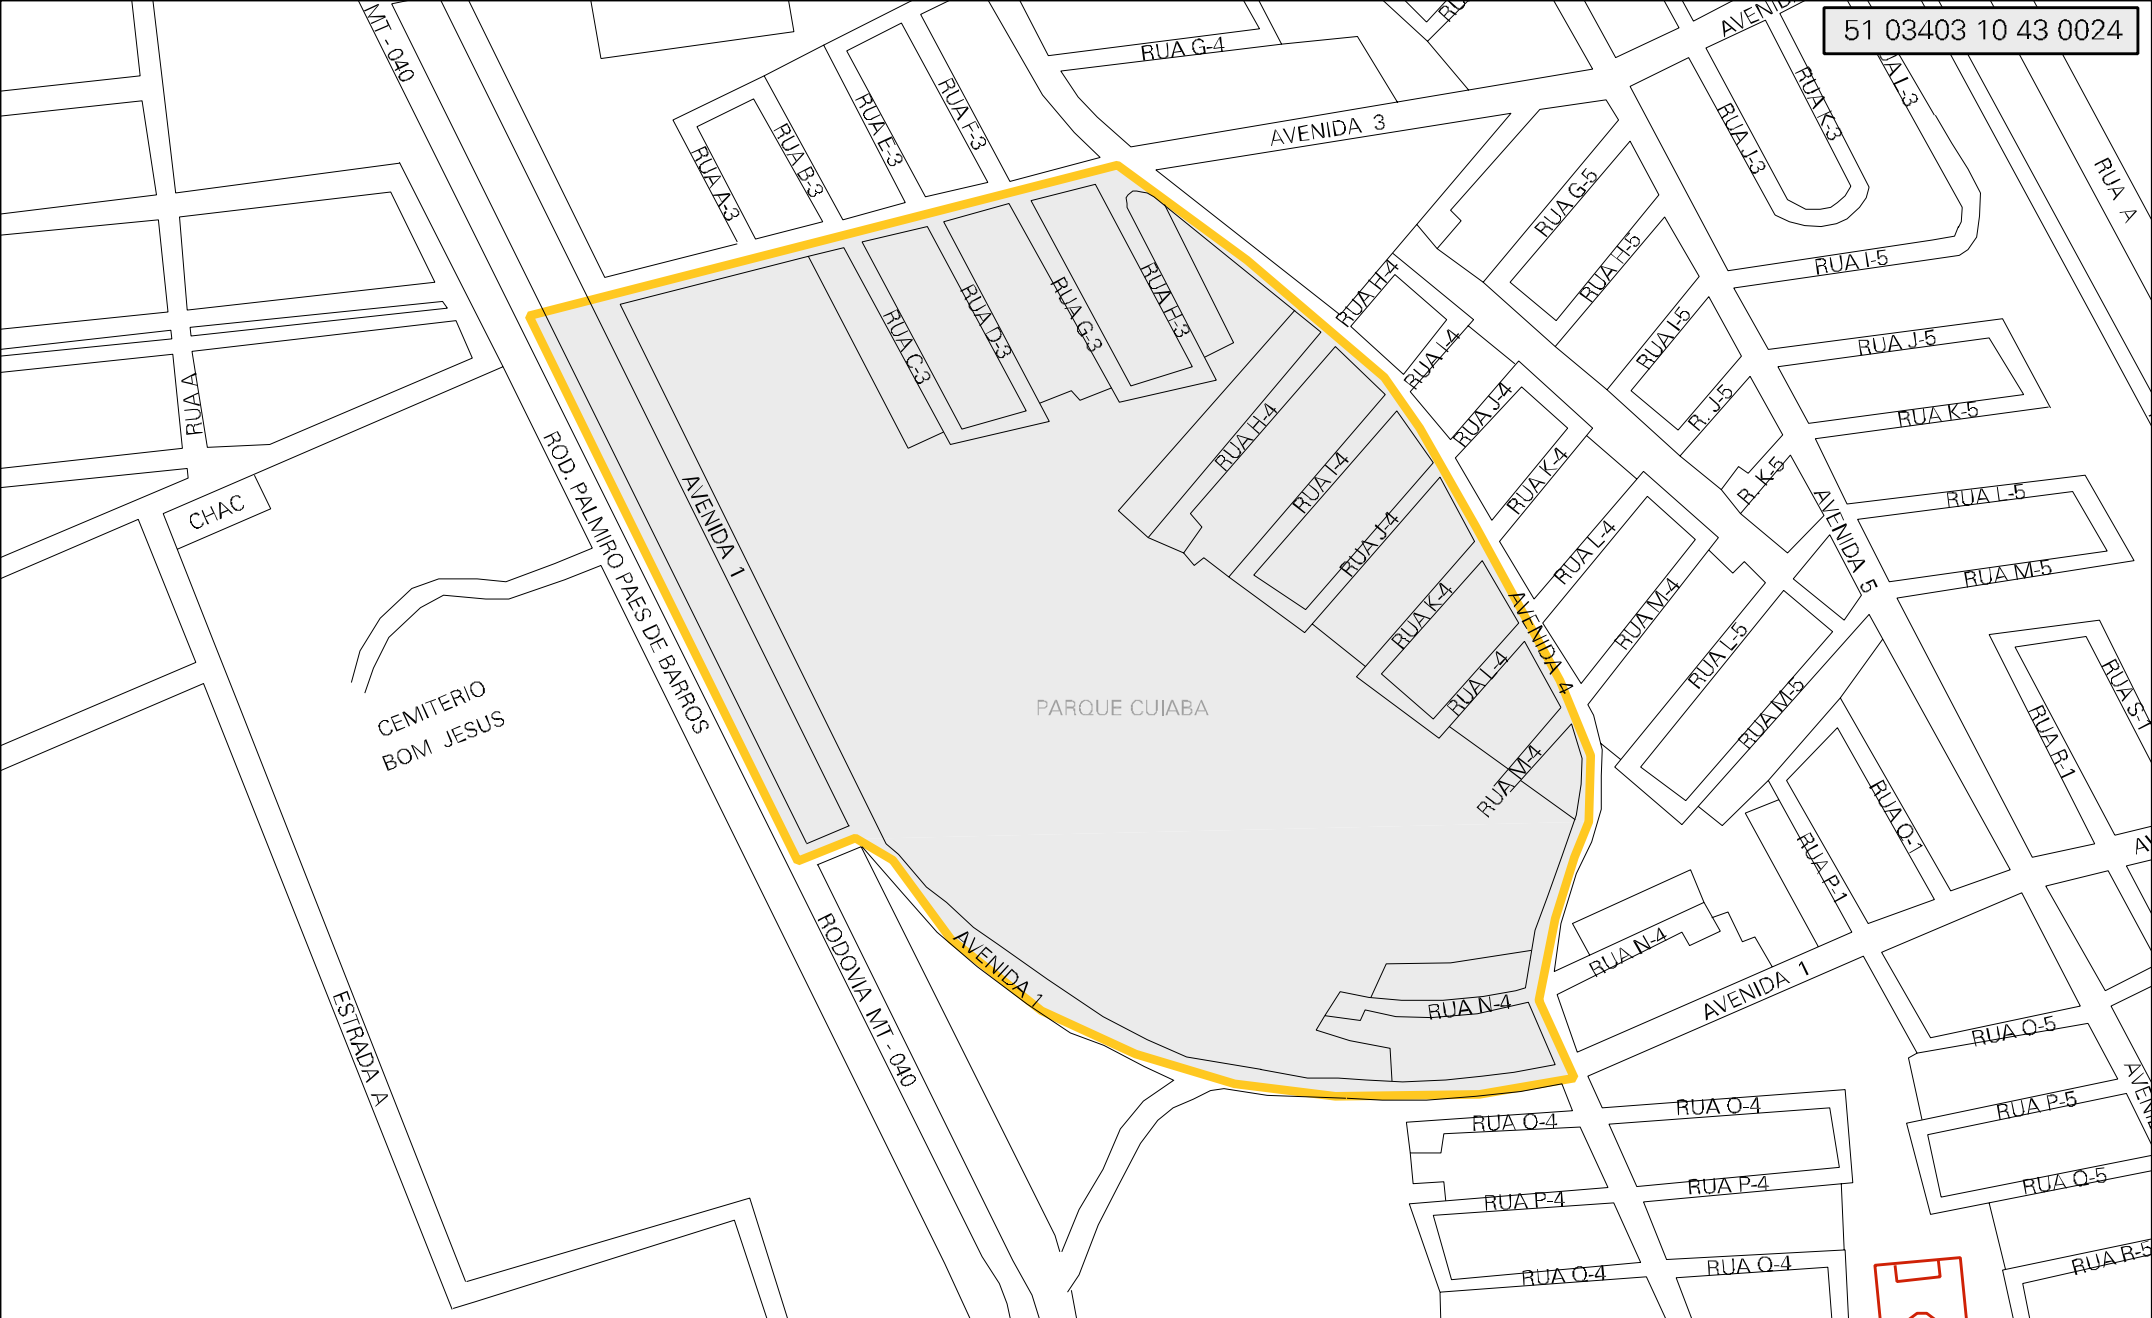 MT - 040
RUA G-4
RU
AVENID
51 03403 10 43 0024
RUA A-3
RUA B-3
RUA E-3
RUA F-3
AVENIDA 3
RUA J-3
RUA K-3
UA L-3
RUA A
RUA G-5
RUA H-5
RUA I-5
RUA I-5
RUA J-5
RUA K-5
RUA L-5
RUA M-5
R. J-5
R. K-5
AVENIDA 5
RUA H-4
RUA I-4
RUA J-4
RUA K-4
RUA L-4
RUA M-4
RUA L-5
RUA M-5
RUA C-3
RUA D-3
RUA G-3
RUA H-3
RUA H-4
RUA I-4
RUA J-4
RUA K-4
RUA L-4
RUA M-4
AVENIDA 4
RUA A
CHAC
ROD. PALMIRO PAES DE BARROS
AVENIDA 1
CEMITERIO
BOM JESUS
PARQUE CUIABA
RUA R-1
RUA S-1
RUA Q-1
RUA P-1
AV
RODOVIA MT - 040
AVENIDA 1
RUA N-4
RUA N-4
AVENIDA 1
ESTRADA A
RUA O-5
RUA P-5
RUA Q-5
RUA R-5
AVENI
RUA O-4
RUA O-4
RUA P-4
RUA P-4
RUA Q-4
RUA Q-4